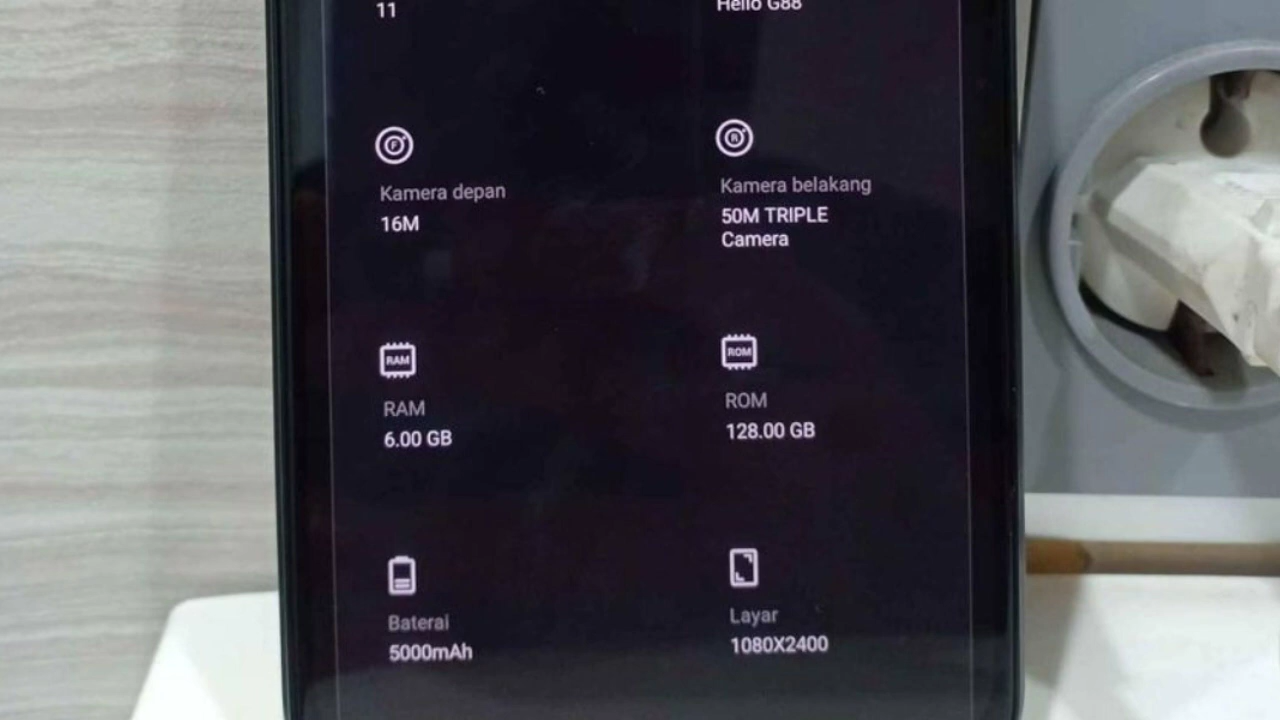 11
Helio G88
Kamera depan
16M
Kamera belakang
50M TRIPLE
Camera
RAM
RAM
6.00 GB
ROM
ROM
128.00 GB
Baterai
5000mAh
Layar
1080X2400